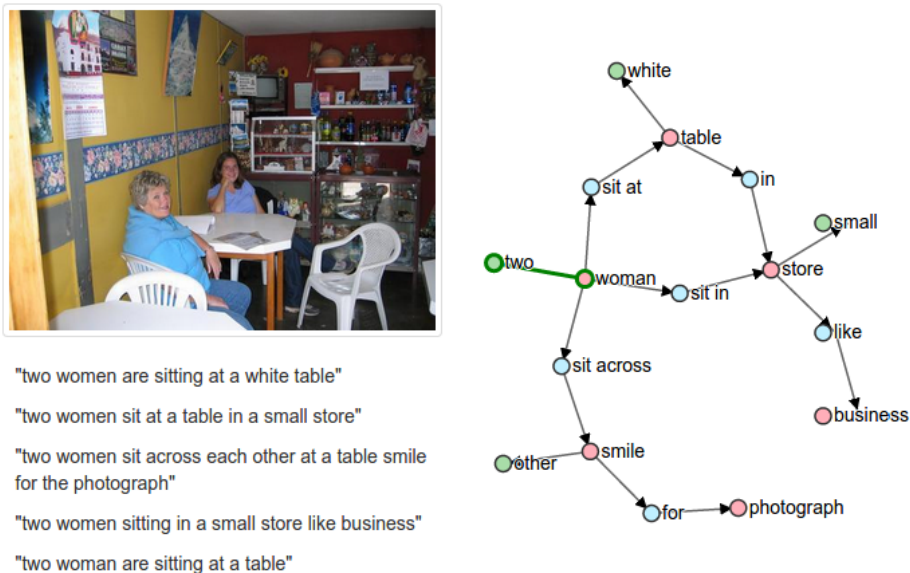 white
table
sit at
in
small
two
woman
sit in
store
like
sit across
business
other
smile
for
photograph
"two women are sitting at a white table"
"two women sit at a table in a small store"
"two women sit across each other at a table smile
for the photograph"
"two women sitting in a small store like business"
"two woman are sitting at a table"